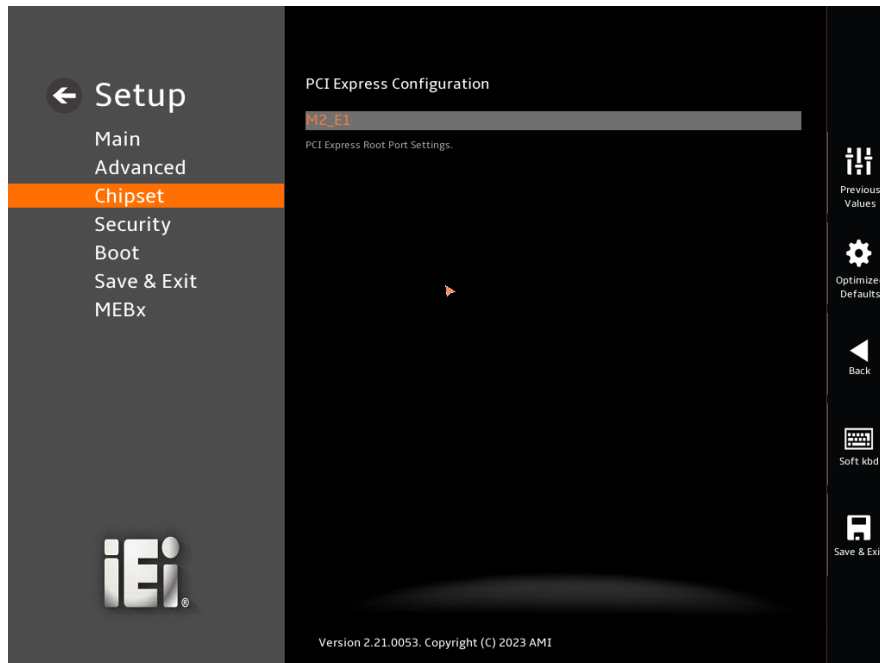 Setup
Main
Advanced
Chipset
Security
Boot
Save & Exit
MEBx
iEi®
PCI Express Configuration
M2_E1
PCI Express Root Port Settings.
Version 2.21.0053. Copyright (C) 2023 AMI
Previous
Values
Optimize
Defaults
Back
Soft kbd
Save & Exi